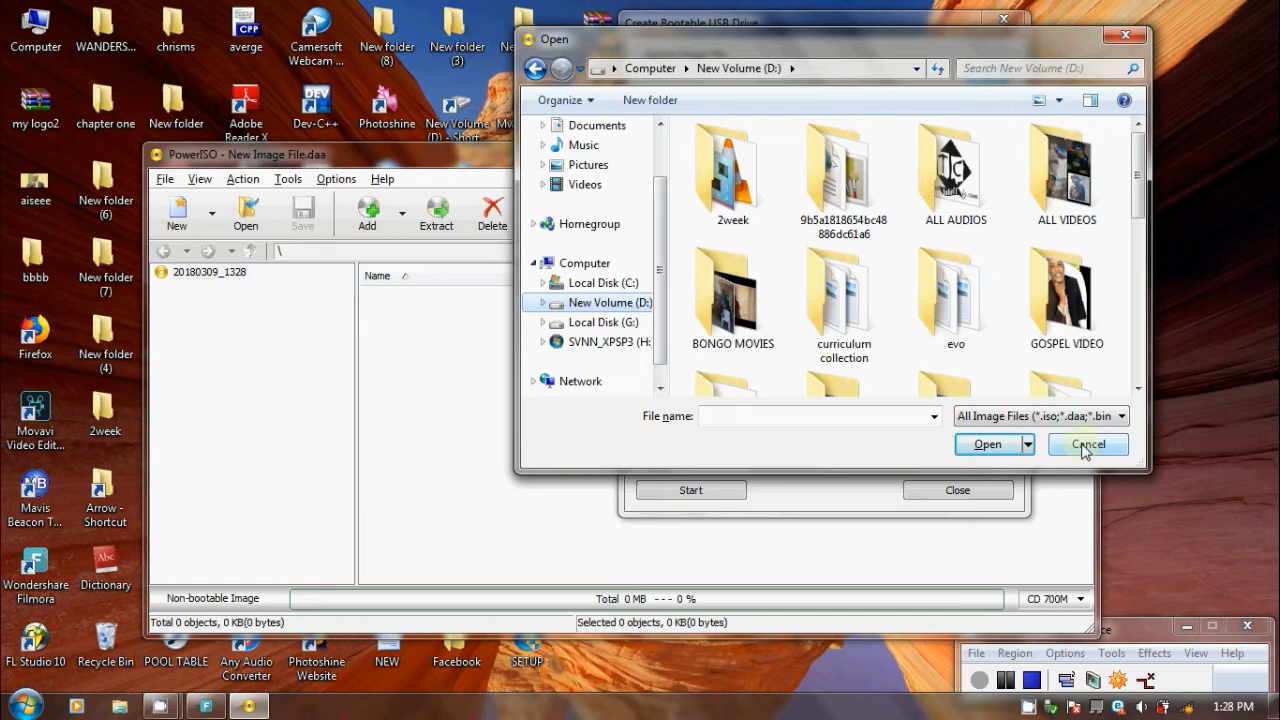 Computer
WANDERS...
chrisms
averge
Camersoft
Webcam ...
New folder
(8)
New folder
(3)
my logo2
chapter one
New folder
Adobe
Reader X
Dev-C++
Photoshine
New Volume
(D) - Short...
aiseee
New folder
(6)
bbbb
New folder
(7)
Firefox
New folder
(4)
Movavi
Video Edit...
2week
Mavis
Beacon T...
Arrow -
Shortcut
Wondershare
Filmora
Dictionary
FL Studio 10
Recycle Bin
POOL TABLE
Any Audio
Converter
Photoshine
Website
NEW
Facebook
SETUP
PowerISO - New Image File.daa
File View Action Tools Options Help
New Open Save Add Extract Delete
\
20180309_1328
Name
Non-bootable Image
Total 0 MB --- 0 %
CD 700M
Total 0 objects, 0 KB(0 bytes)
Selected 0 objects, 0 KB(0 bytes)
Create Bootable USB Drive
Open
Computer New Volume (D:)
Search New Volume (D:)
Organize New folder
Documents
Music
Pictures
Videos
Homegroup
Computer
Local Disk (C:)
New Volume (D:)
Local Disk (G:)
SVNN_XPSP3 (H:
Network
2week
9b5a1818654bc48
886dc61a6
ALL AUDIOS
ALL VIDEOS
BONGO MOVIES
curriculum
collection
evo
GOSPEL VIDEO
File name:
All Image Files (*.iso;*.daa;*.bin
Open Cancel
Start Close
File Region Options Tools Effects View Help
1:28 PM